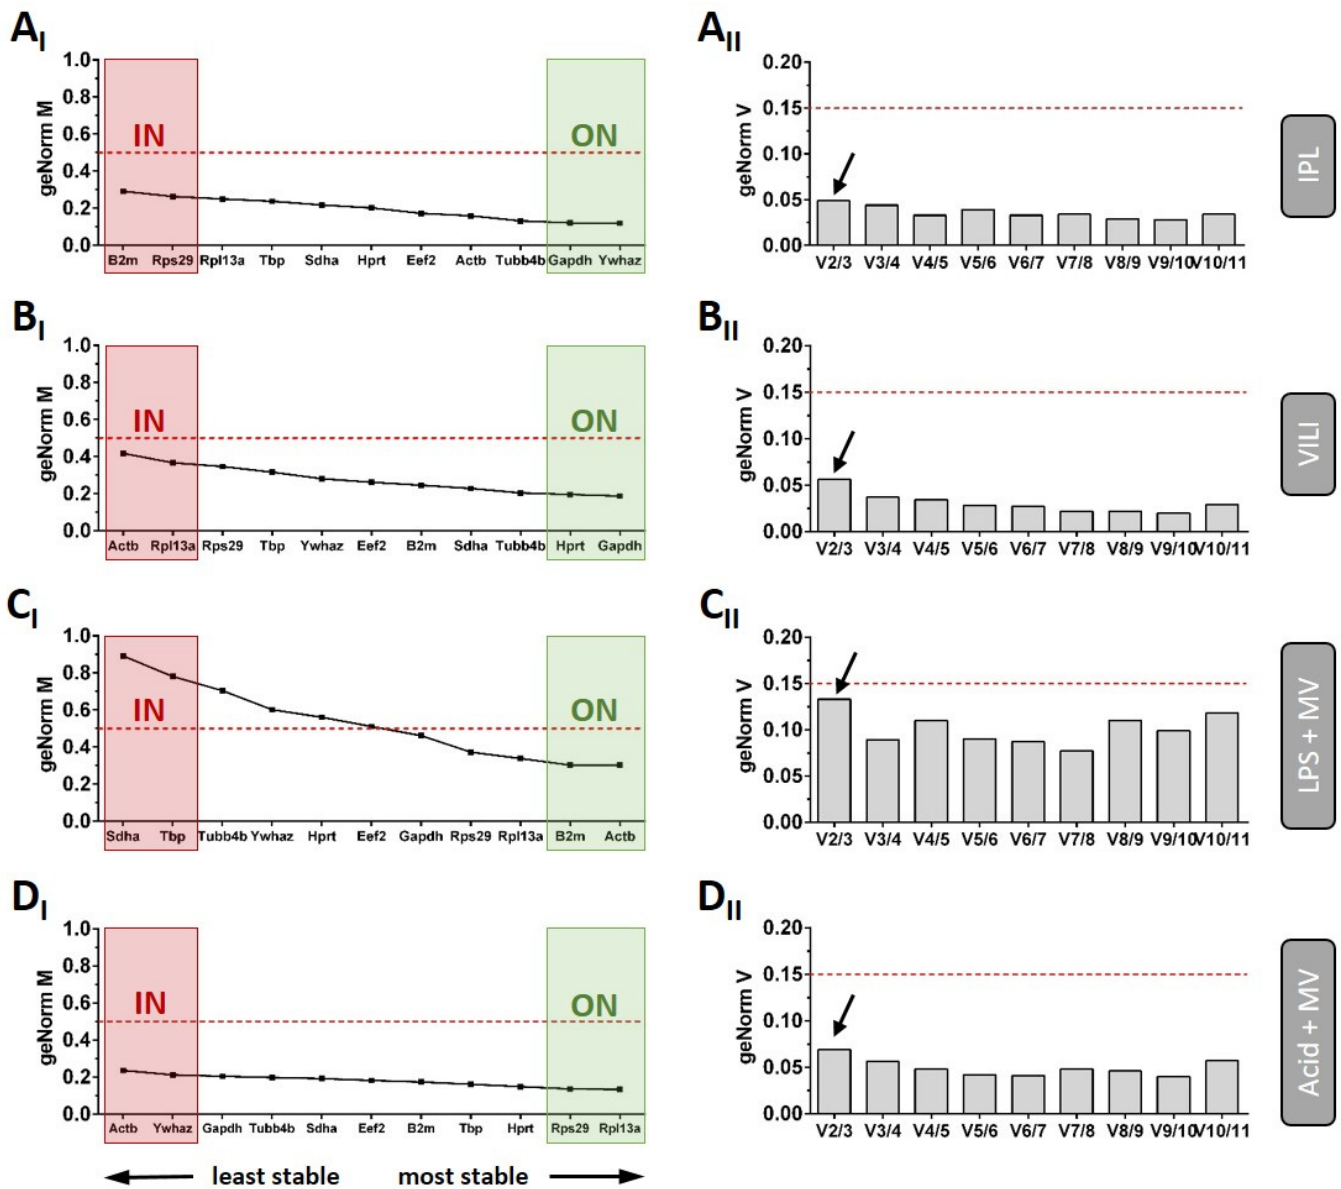 AI
geNorm M
1.0
0.8
0.6
0.4
0.2
0.0
IN
ON
B2m Rps29 Rpl13a Tbp Sdha Hprt Eef2 Actb Tubb4b Gapdh Ywhaz
AII
geNorm V
0.20
0.15
0.10
0.05
0.00
V2/3 V3/4 V4/5 V5/6 V6/7 V7/8 V8/9 V9/10 V10/11
IPL
BI
geNorm M
1.0
0.8
0.6
0.4
0.2
0.0
IN
ON
Actb Rpl13a Rps29 Tbp Ywhaz Eef2 B2m Sdha Tubb4b Hprt Gapdh
BII
geNorm V
0.20
0.15
0.10
0.05
0.00
V2/3 V3/4 V4/5 V5/6 V6/7 V7/8 V8/9 V9/10 V10/11
VILI
CI
geNorm M
1.0
0.8
0.6
0.4
0.2
0.0
IN
ON
Sdha Tbp Tubb4b Ywhaz Hprt Eef2 Gapdh Rps29 Rpl13a B2m Actb
CII
geNorm V
0.20
0.15
0.10
0.05
0.00
V2/3 V3/4 V4/5 V5/6 V6/7 V7/8 V8/9 V9/10 V10/11
LPS + MV
DI
geNorm M
1.0
0.8
0.6
0.4
0.2
0.0
IN
ON
Actb Ywhaz Gapdh Tubb4b Sdha Eef2 B2m Tbp Hprt Rps29 Rpl13a
DII
geNorm V
0.20
0.15
0.10
0.05
0.00
V2/3 V3/4 V4/5 V5/6 V6/7 V7/8 V8/9 V9/10 V10/11
Acid + MV
least stable most stable